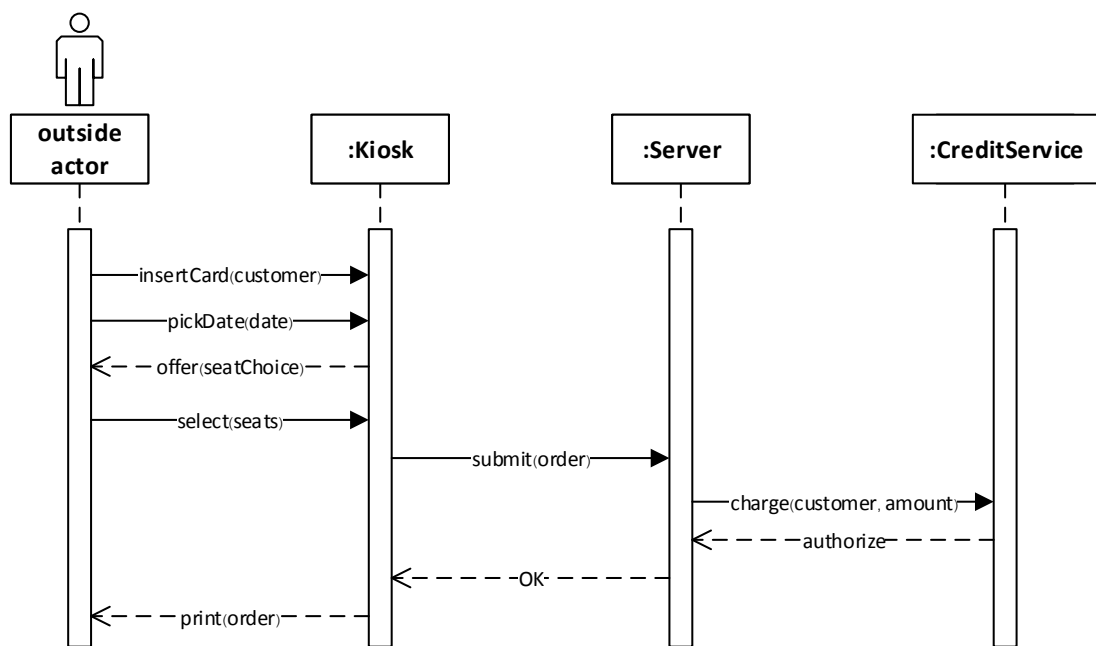 outside
actor
:Kiosk
:Server
:CreditService
insertCard(customer)
pickDate(date)
offer(seatChoice)
select(seats)
submit(order)
charge(customer, amount)
authorize
OK
print(order)